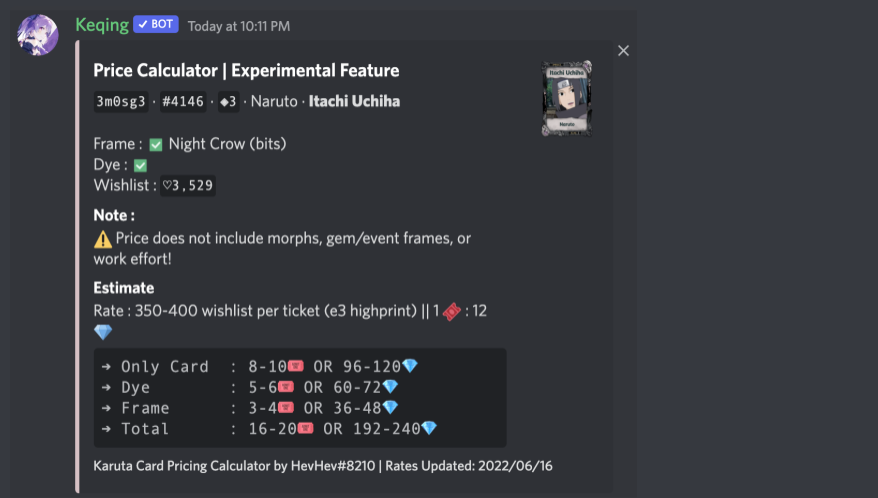 Keqing ✓ BOT Today at 10:11 PM
Price Calculator | Experimental Feature
3m0sg3 · #4146 · ◆3 · Naruto · Itachi Uchiha
Itachi Uchiha
Naruto
Frame : ✅ Night Crow (bits)
Dye : ✅
Wishlist : ♡3,529
Note :
⚠️ Price does not include morphs, gem/event frames, or
work effort!
Estimate
Rate : 350-400 wishlist per ticket (e3 highprint) || 1 🎟️ : 12
💎
➜ Only Card : 8-10🎟️ OR 96-120💎
➜ Dye : 5-6🎟️ OR 60-72💎
➜ Frame : 3-4🎟️ OR 36-48💎
➜ Total : 16-20🎟️ OR 192-240💎
Karuta Card Pricing Calculator by HevHev#8210 | Rates Updated: 2022/06/16